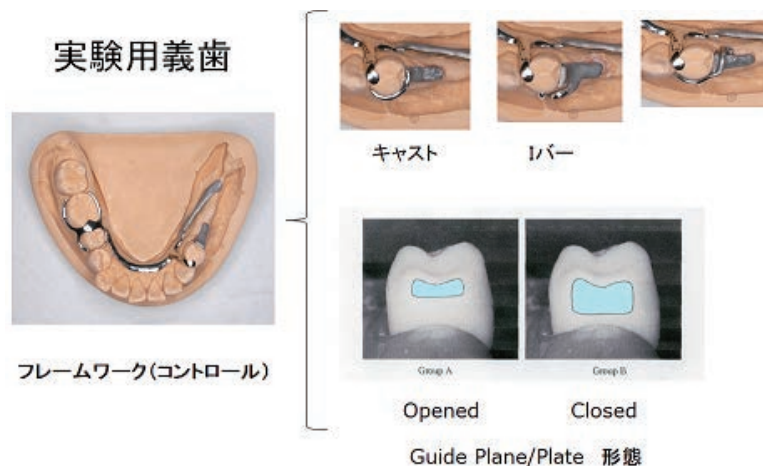 実験用義歯
キャスト
Iバー
フレームワーク（コントロール）
Group A
Group B
Opened
Closed
Guide Plane/Plate 形態